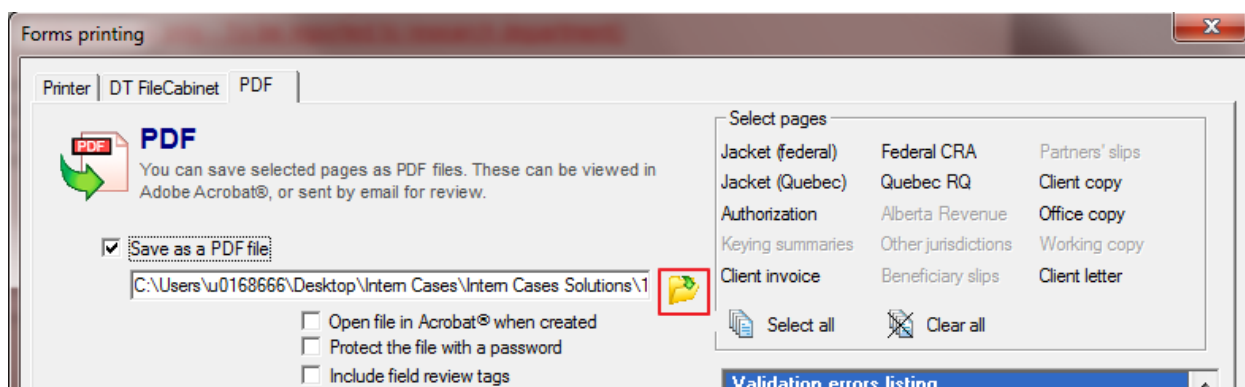 Forms printing
Printer
DT FileCabinet
PDF
PDF
PDF
You can save selected pages as PDF files. These can be viewed in
Adobe Acrobat®, or sent by email for review.
Save as a PDF file
C:\Users\u0168666\Desktop\Intern Cases\Intern Cases Solutions\1
Open file in Acrobat® when created
Protect the file with a password
Include field review tags
Select pages
Jacket (federal) Federal CRA Partners' slips
Jacket (Quebec) Quebec RQ Client copy
Authorization Alberta Revenue Office copy
Keying summaries Other jurisdictions Working copy
Client invoice Beneficiary slips Client letter
Select all Clear all
Validation errors listing